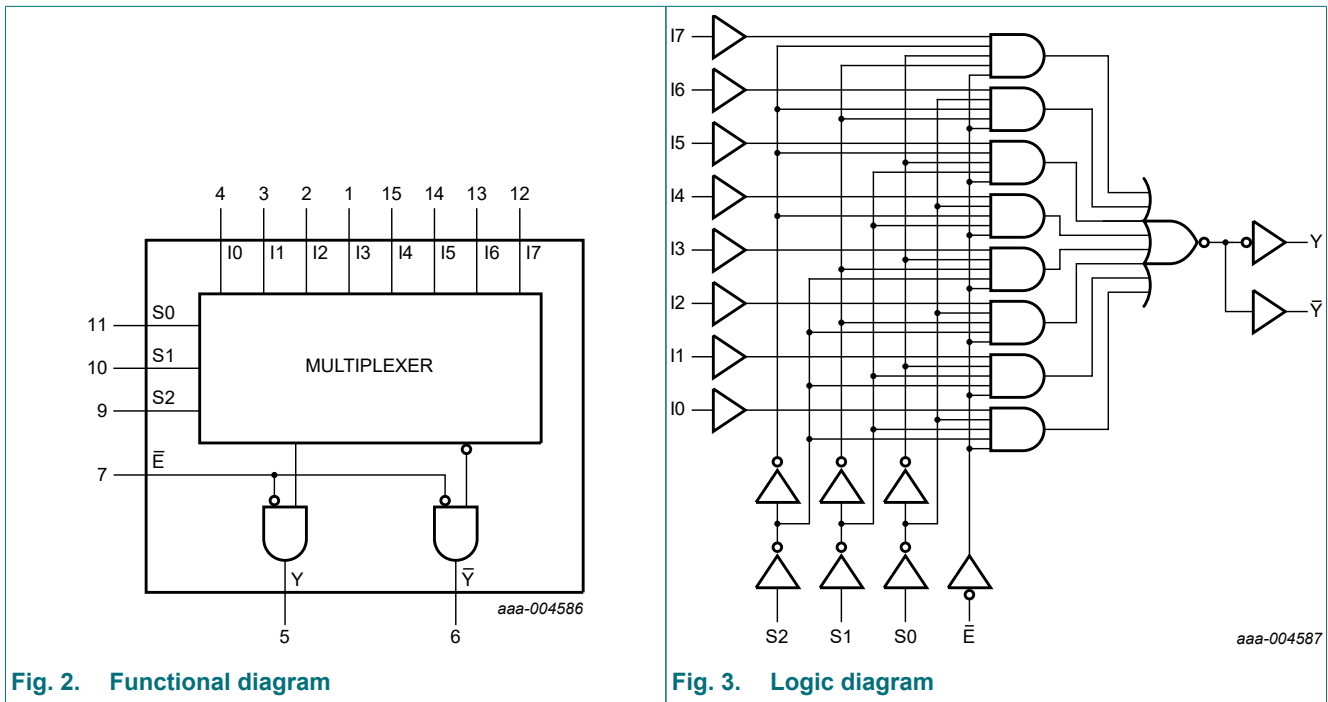 4 3 2 1 15 14 13 12
I0 I1 I2 I3 I4 I5 I6 I7
11 S0
MULTIPLEXER
10 S1
9 S2
7 E̅
Y Y̅
aaa-004586
5 6
Fig. 2. Functional diagram
I7
I6
I5
I4
I3
I2
I1
I0
Y
Y̅
S2 S1 S0 E̅
aaa-004587
Fig. 3. Logic diagram